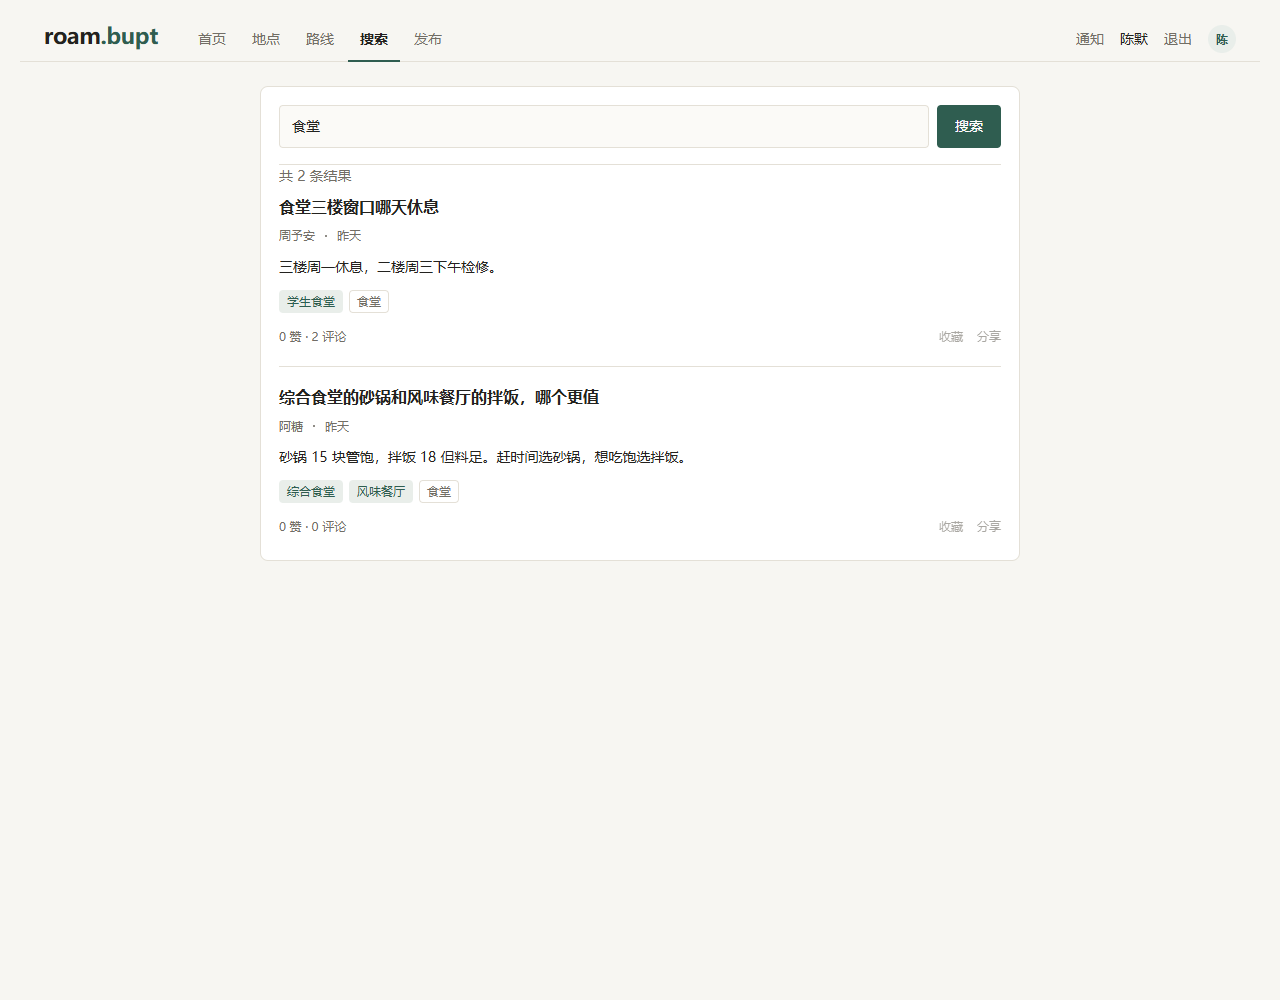 roam.bupt 首页 地点 路线 搜索 发布 通知 陈默 退出 陈
食堂 搜索
共 2 条结果
食堂三楼窗口哪天休息
周予安 · 昨天
三楼周一休息，二楼周三下午检修。
学生食堂 食堂
0 赞 · 2 评论 收藏 分享
综合食堂的砂锅和风味餐厅的拌饭，哪个更值
阿糖 · 昨天
砂锅 15 块管饱，拌饭 18 但料足。赶时间选砂锅，想吃饱选拌饭。
综合食堂 风味餐厅 食堂
0 赞 · 0 评论 收藏 分享